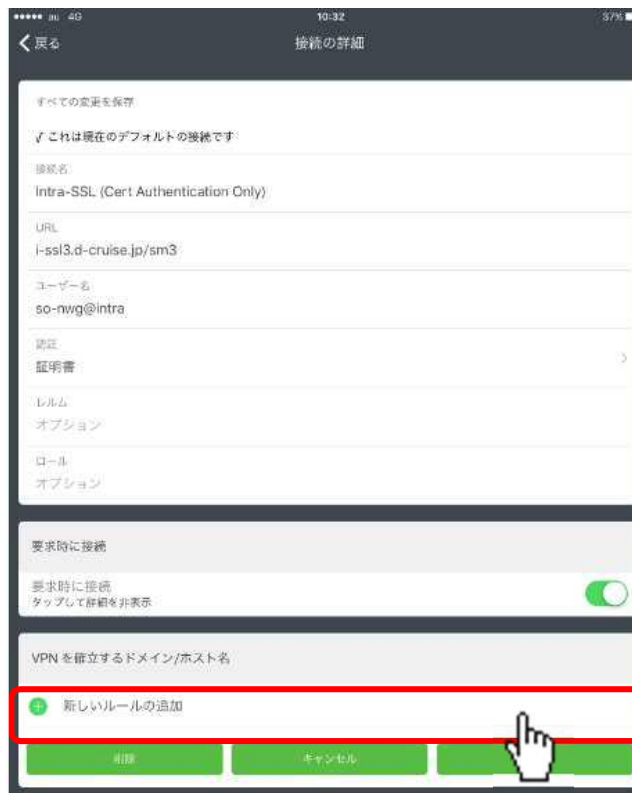 au 4G 10:32 37%
戻る 接続の詳細
すべての変更を保存
√ これは現在のデフォルトの接続です
接続名
Intra-SSL (Cert Authentication Only)
URL
i-ssl3.d-cruise.jp/sm3
ユーザー名
so-nwg@intra
認証
証明書
レルム
オプション
ロール
オプション
要求時に接続
要求時に接続
タップして詳細を非表示
VPN を確立するドメイン/ホスト名
新しいルールの追加
削除 キャンセル